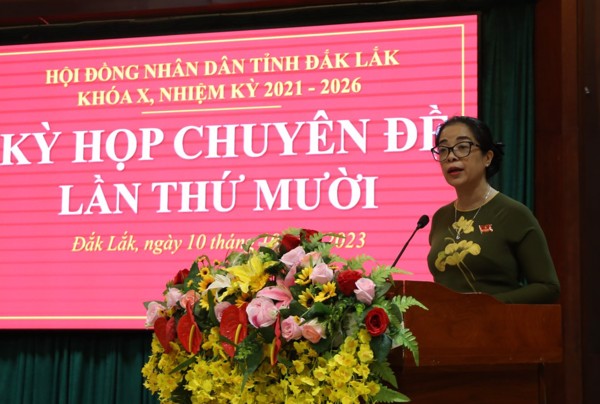 HỘI ĐỒNG NHÂN DÂN TỈNH ĐẮK LẮK
KHÓA X, NHIỆM KỲ 2021 - 2026
KỲ HỌP CHUYÊN ĐỀ
LẦN THỨ MƯỜI
Đắk Lắk, ngày 10 tháng 2023